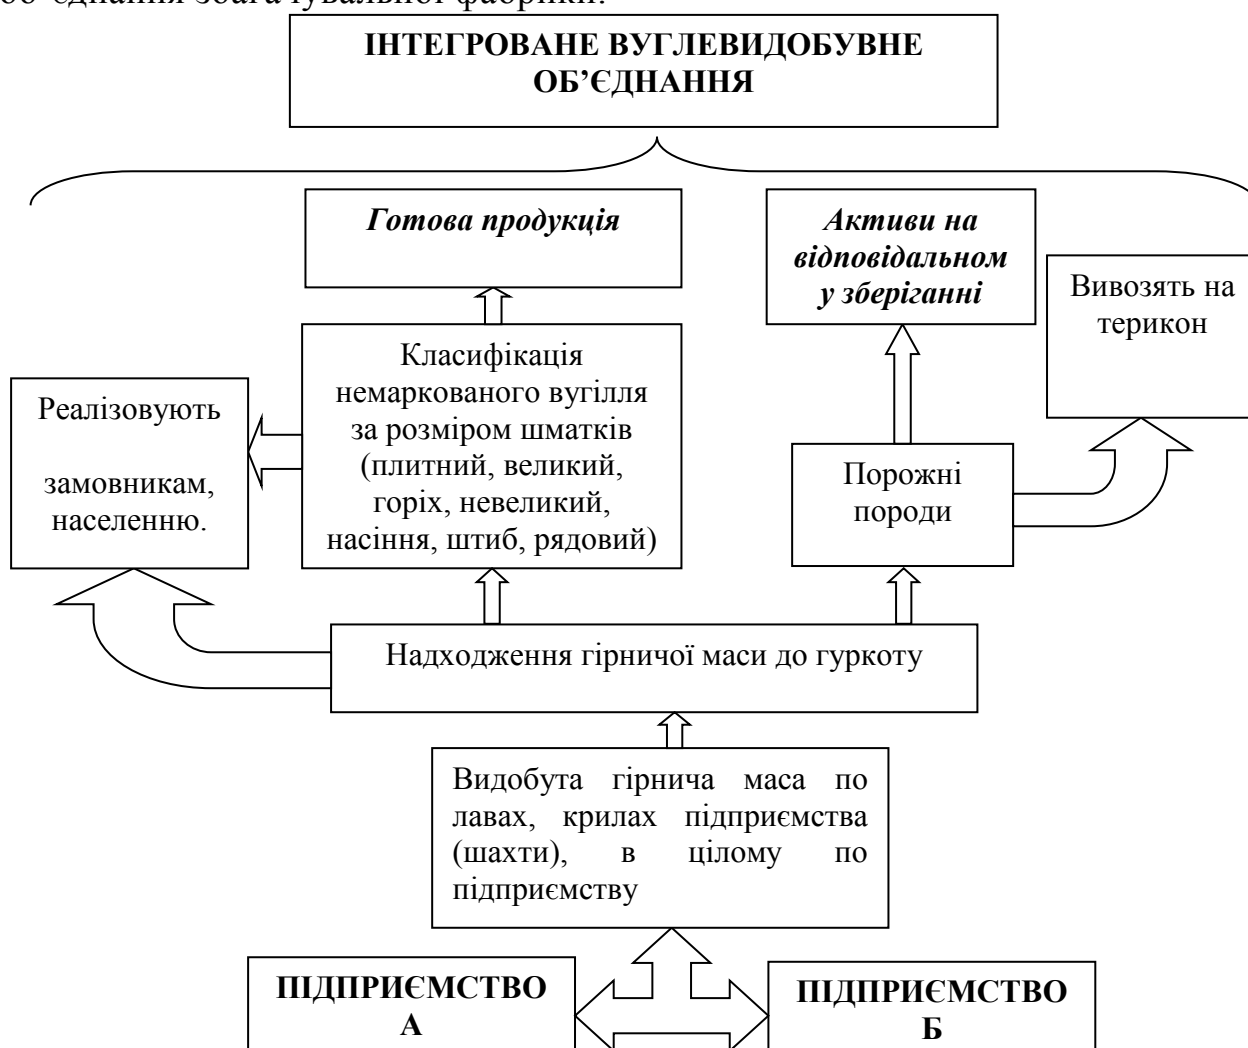 об’єднання збагачувальної фабрики.
ІНТЕГРОВАНЕ ВУГЛЕВИДОБУВНЕ
ОБ’ЄДНАННЯ
Готова продукція
Активи на
відповідальном
у зберіганні
Вивозять на
терикон
Класифікація
немаркованого вугілля
за розміром шматків
(плитний, великий,
горіх, невеликий,
насіння, штиб, рядовий)
Реалізовують
замовникам,
населенню.
Порожні
породи
Надходження гірничої маси до гуркоту
Видобута гірнича маса по
лавах, крилах підприємства
(шахти), в цілому по
підприємству
ПІДПРИЄМСТВО
А
ПІДПРИЄМСТВО
Б